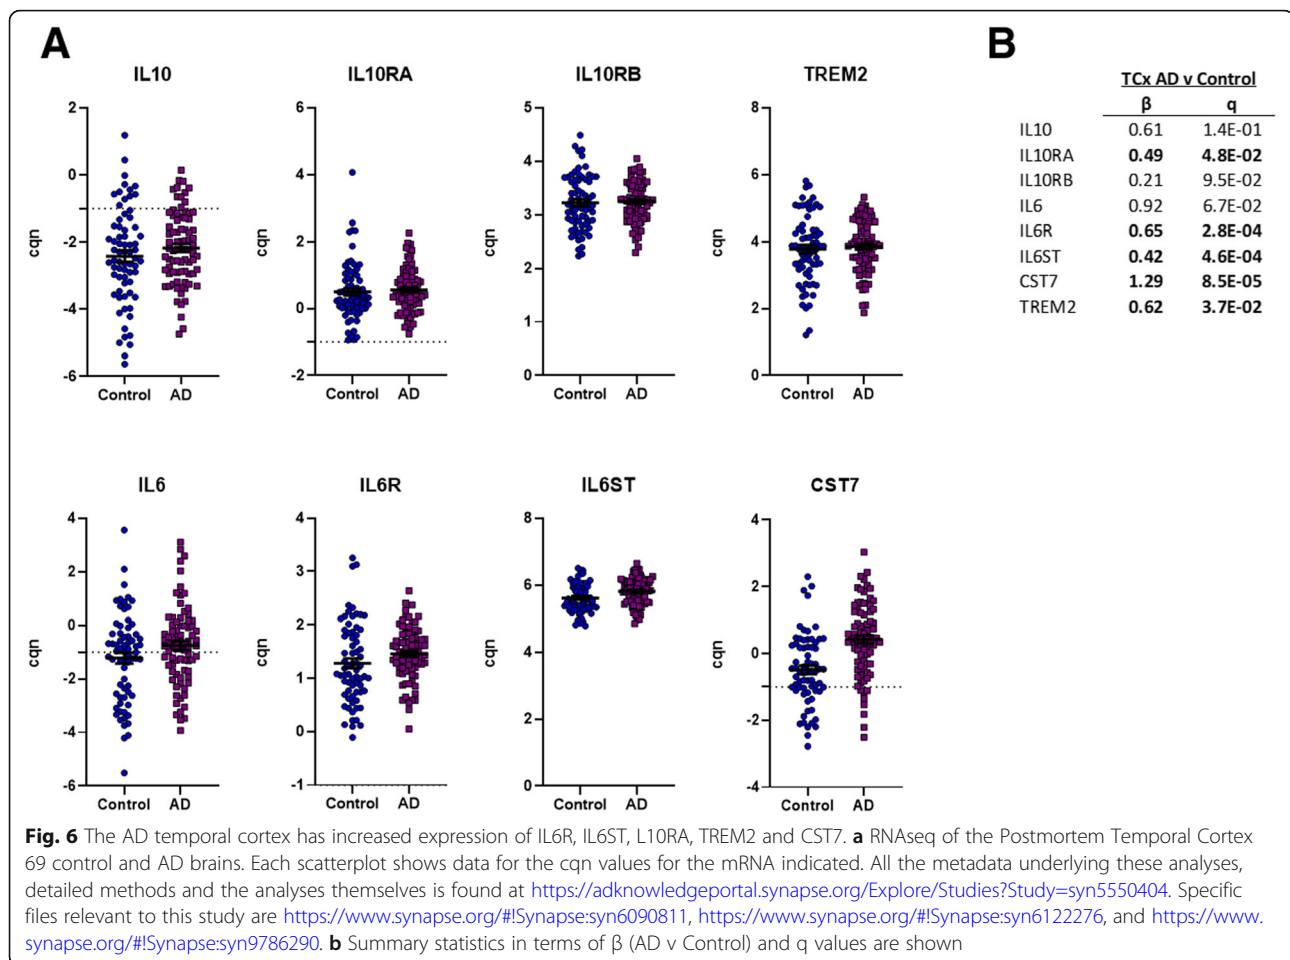 A
B
IL10
IL10RA
IL10RB
TREM2
cqn
2
0
-2
-4
-6
Control AD
cqn
6
4
2
0
-2
Control AD
cqn
5
4
3
2
1
0
Control AD
cqn
8
6
4
2
0
Control AD
TCx AD v Control
β q
IL10 0.61 1.4E-01
IL10RA 0.49 4.8E-02
IL10RB 0.21 9.5E-02
IL6 0.92 6.7E-02
IL6R 0.65 2.8E-04
IL6ST 0.42 4.6E-04
CST7 1.29 8.5E-05
TREM2 0.62 3.7E-02
IL6
IL6R
IL6ST
CST7
cqn
4
2
0
-2
-4
-6
Control AD
cqn
4
3
2
1
0
-1
Control AD
cqn
8
6
4
2
0
Control AD
cqn
4
2
0
-2
-4
Control AD
Fig. 6 The AD temporal cortex has increased expression of IL6R, IL6ST, L10RA, TREM2 and CST7. a RNAseq of the Postmortem Temporal Cortex
69 control and AD brains. Each scatterplot shows data for the cqn values for the mRNA indicated. All the metadata underlying these analyses,
detailed methods and the analyses themselves is found at https://adknowledgeportal.synapse.org/Explore/Studies?Study=syn5550404. Specific
files relevant to this study are https://www.synapse.org/#!Synapse:syn6090811, https://www.synapse.org/#!Synapse:syn6122276, and https://www.
synapse.org/#!Synapse:syn9786290. b Summary statistics in terms of β (AD v Control) and q values are shown